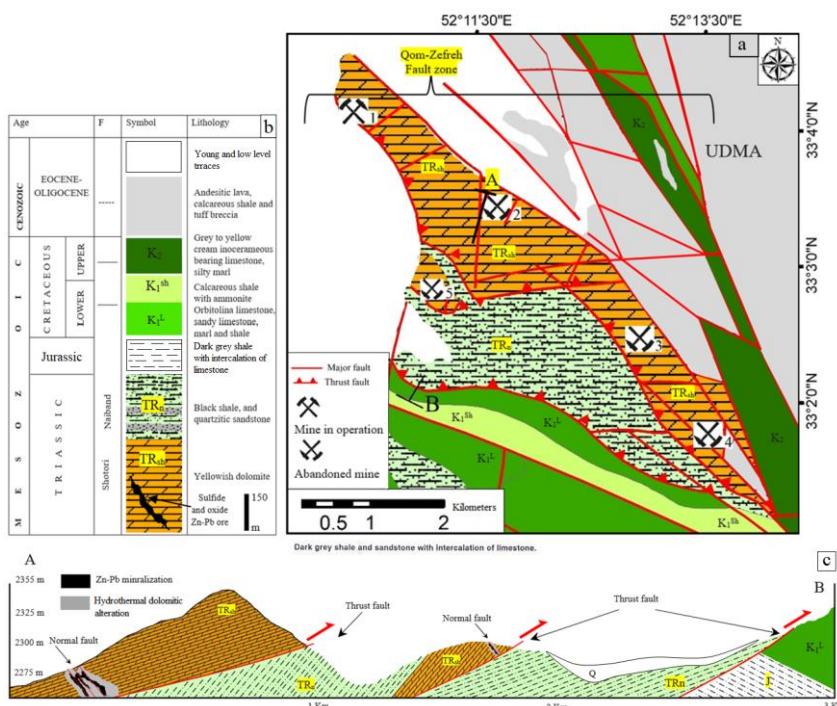 52°11'30"E
52°13'30"E
Qom-Zefreh
Fault zone
a
N
33°4'0"N
33°3'0"N
33°2'0"N
UDMA
K2
K2
1
TRsh
A
2
TRsh
5
3
TRn
TRsh
4
B
K1Sh
K1L
K1L
K1Sh
Major fault
Thrust fault
Mine in operation
Abandoned mine
Kilometers
0.5 1 2
Dark grey shale and sandstone with intercalation of limestone.
b
Age
F
Symbol
Lithology
CENOZOIC
EOCENE-
OLIGOCENE
-----
Young and low level
trraces
Andesitic lava,
calcareous shale and
tuff breccia
MESOZOIC
CRETACEOUS
UPPER
K2
Grey to yellow
cream inocerameous
bearing limestone,
silty marl
LOWER
K1sh
Calcareous shale
with ammonite
K1L
Orbitolina limestone,
sandy limestone,
marl and shale
Jurassic
Dark grey shale
with intercalation of
limestone
TRIASSIC
Naiband
TRn
Black shale, and
quartzitic sandstone
Shotori
TRsh
Yellowish dolomite
Sulfide
and oxide
Zn-Pb ore
150
m
c
A
B
2355 m
2325 m
2300 m
2275 m
Zn-Pb minralization
Hydrothermal dolomitic
alteration
Normal fault
TRsh
Thrust fault
TRn
Normal fault
TRsh
Thrust fault
Q
TRn
J
K1L
1 Km